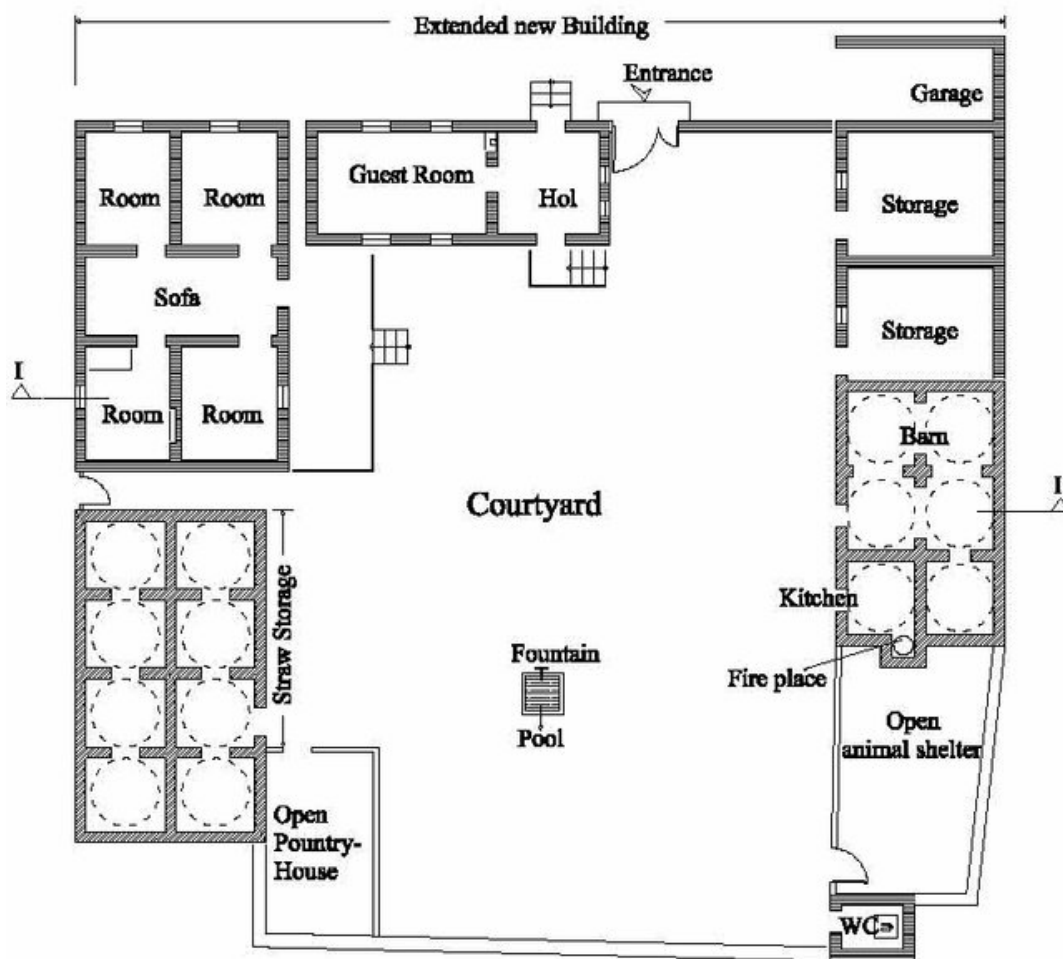 Extended new Building
Entrance
Garage
Room
Room
Guest Room
Hol
Storage
Sofa
Storage
I
Room
Room
Barn
Courtyard
I
Straw Storage
Kitchen
Fountain
Fire place
Pool
Open
animal shelter
Open
Pountry-
House
WC